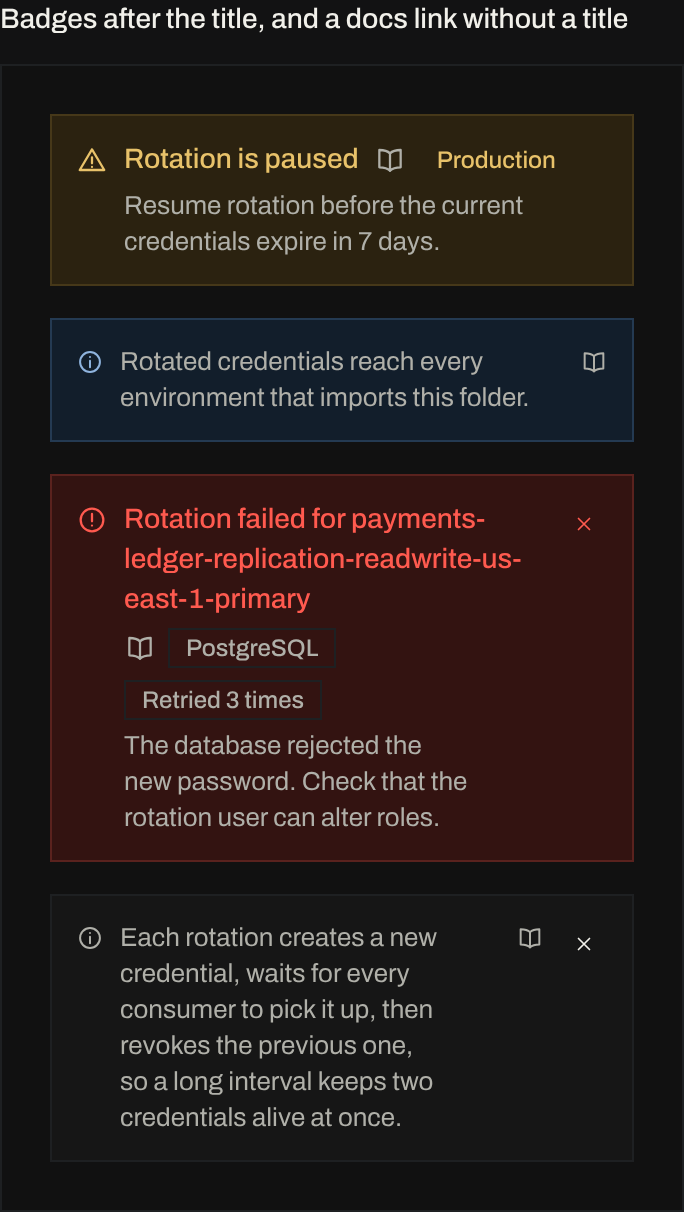 Badges after the title, and a docs link without a title
Rotation is paused Production
Resume rotation before the current
credentials expire in 7 days.
Rotated credentials reach every
environment that imports this folder.
Rotation failed for payments-
ledger-replication-readwrite-us-
east-1-primary
PostgreSQL
Retried 3 times
The database rejected the
new password. Check that the
rotation user can alter roles.
Each rotation creates a new
credential, waits for every
consumer to pick it up, then
revokes the previous one,
so a long interval keeps two
credentials alive at once.